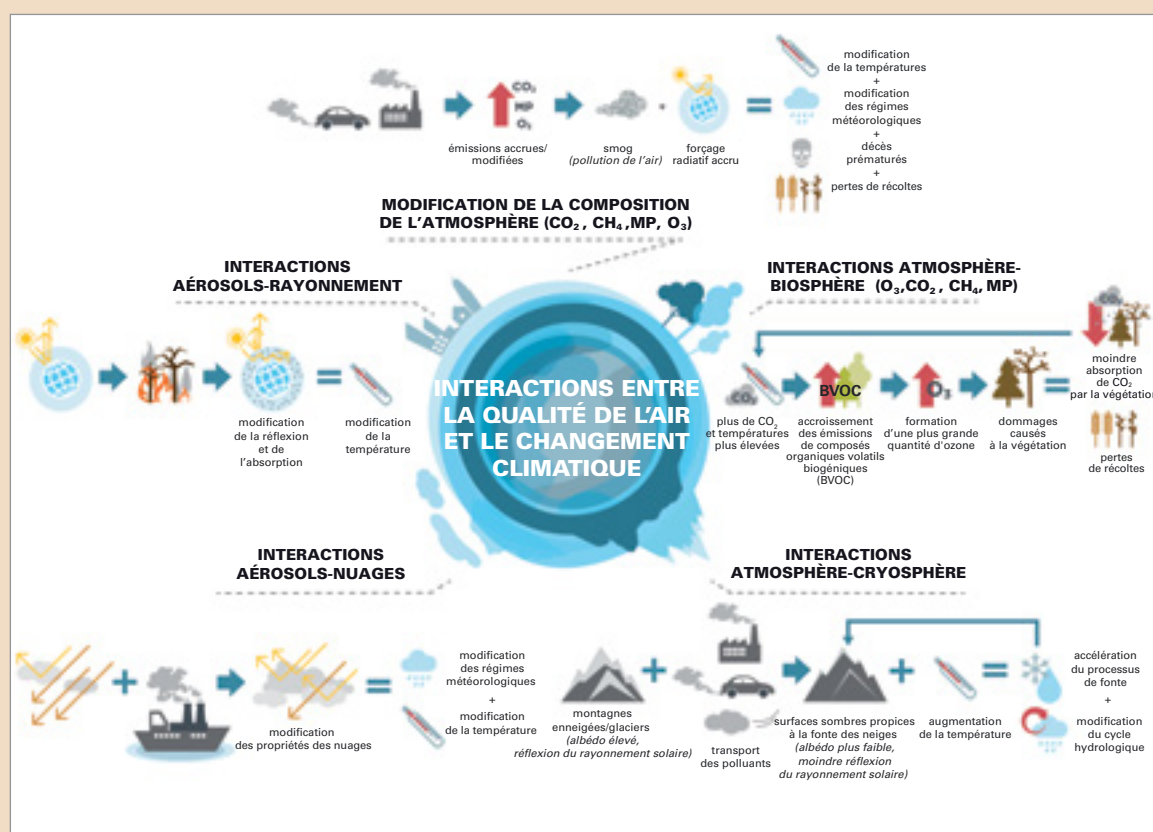 CO₂
MP
O₃
émissions accrues/
modifiées
smog
(pollution de l'air)
forçage
radiatif accru
modification
de la températures
+
modification
des régimes
météorologiques
+
décès
prématurés
+
pertes de récoltes
MODIFICATION DE LA COMPOSITION
DE L'ATMOSPHÈRE (CO₂, CH₄,MP, O₃)
INTERACTIONS
AÉROSOLS-RAYONNEMENT
modification
de la réflexion
et de
l'absorption
=
modification
de la
température
INTERACTIONS ATMOSPHÈRE-
BIOSPHÈRE (O₃,CO₂, CH₄, MP)
CO₂
plus de CO₂
et températures
plus élevées
BVOC
accroissement
des émissions
de composés
organiques volatils
biogéniques
(BVOC)
O₃
formation
d'une plus grande
quantité d'ozone
dommages
causés
à la végétation
=
CO₂
moindre
absorption
de CO₂
par la végétation
+
pertes
de récoltes
INTERACTIONS ENTRE
LA QUALITÉ DE L'AIR
ET LE CHANGEMENT
CLIMATIQUE
INTERACTIONS
AÉROSOLS-NUAGES
+
modification
des propriétés des nuages
=
modification
des régimes
météorologiques
+
modification
de la température
INTERACTIONS
ATMOSPHÈRE-CRYOSPHÈRE
montagnes
enneigées/glaciers
(albédo élevé,
réflexion du rayonnement solaire)
+
transport
des polluants
surfaces sombres propices
à la fonte des neiges
(albédo plus faible,
moindre réflexion
du rayonnement solaire)
+
augmentation
de la température
=
accélération
du processus
de fonte
+
modification
du cycle
hydrologique